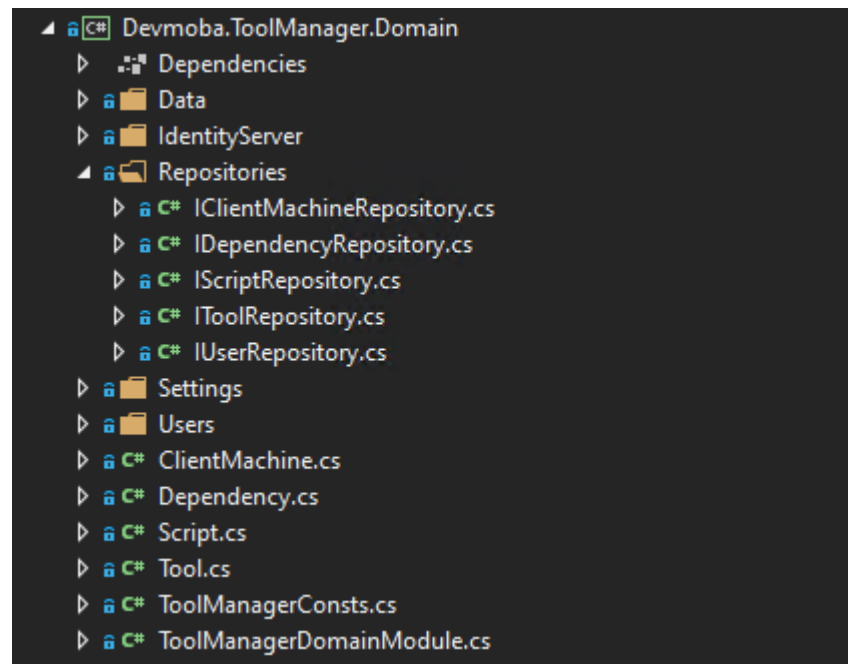 C# Devmoba.ToolManager.Domain
Dependencies
Data
IdentityServer
Repositories
C# IClientMachineRepository.cs
C# IDependencyRepository.cs
C# IScriptRepository.cs
C# IToolRepository.cs
C# IUserRepository.cs
Settings
Users
C# ClientMachine.cs
C# Dependency.cs
C# Script.cs
C# Tool.cs
C# ToolManagerConsts.cs
C# ToolManagerDomainModule.cs